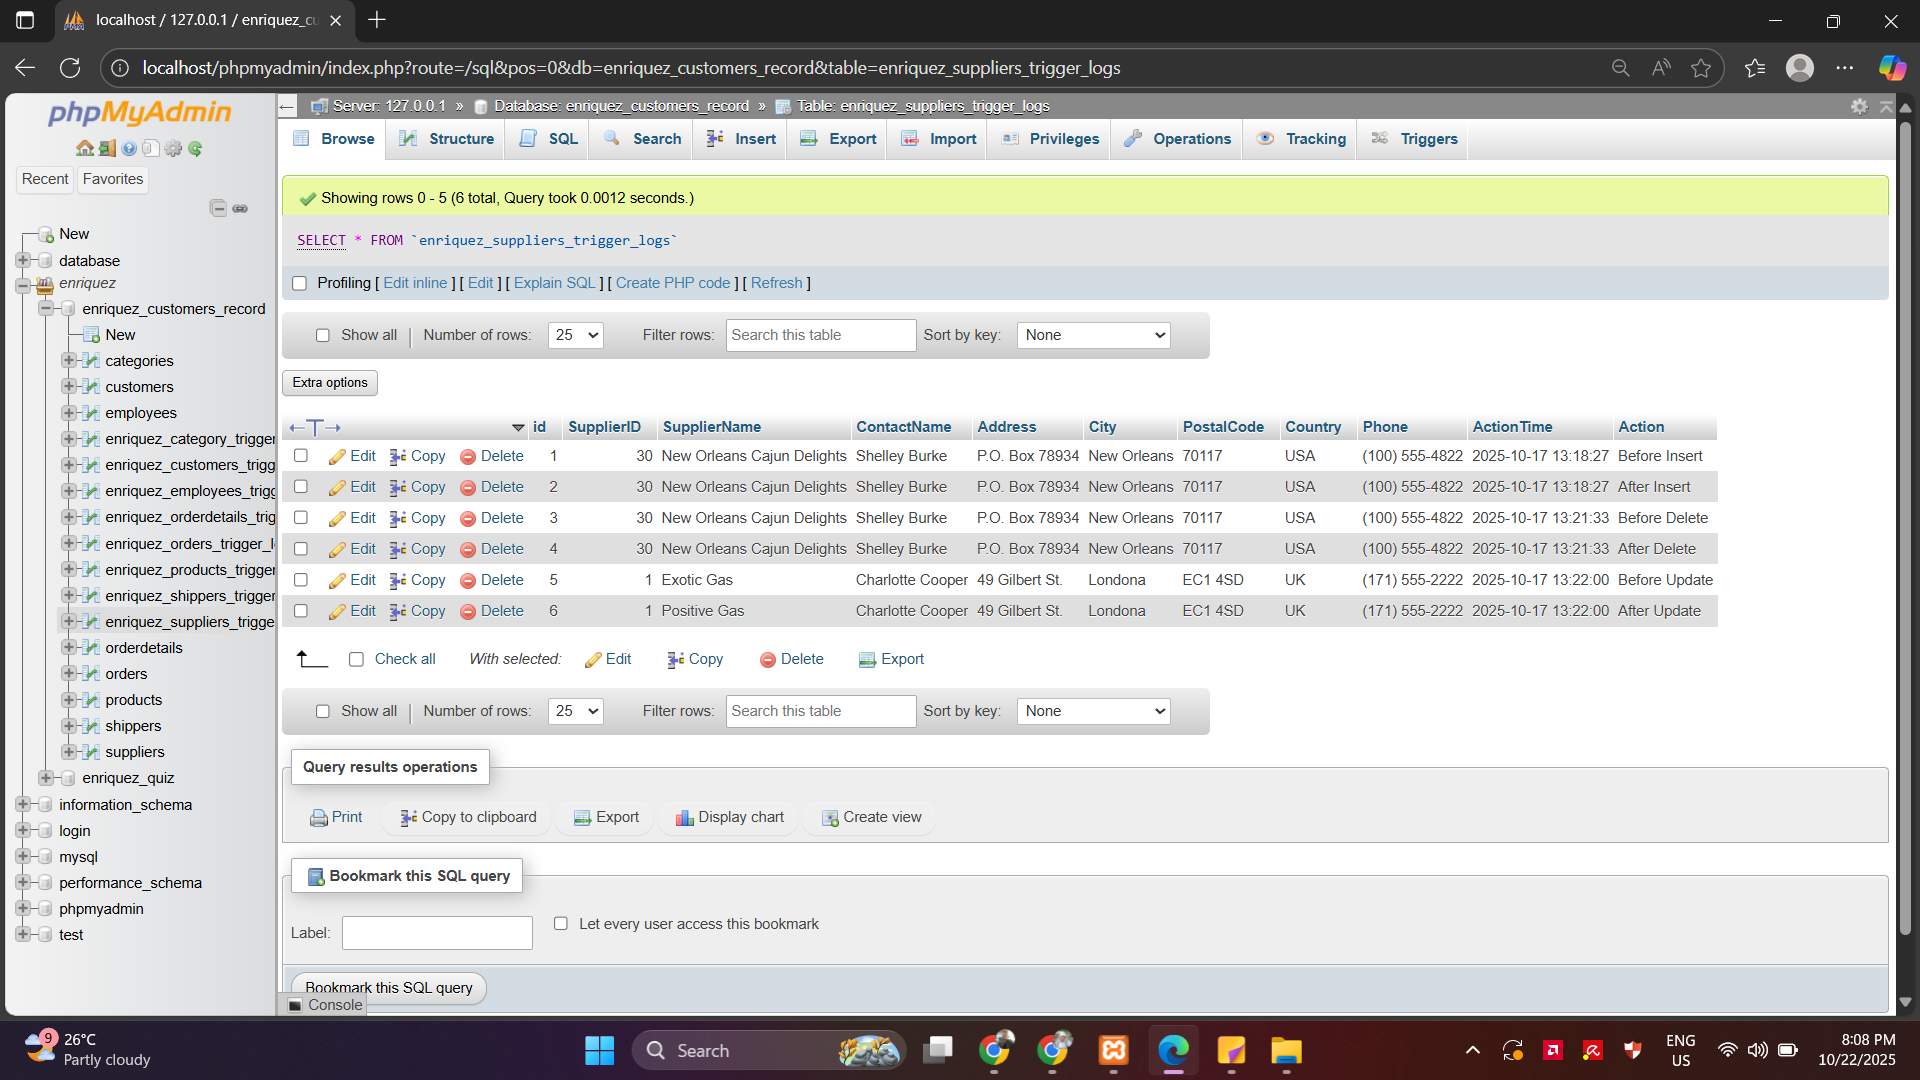 localhost / 127.0.0.1 / enriquez_cu
localhost/phpmyadmin/index.php?route=/sql&pos=0&db=enriquez_customers_record&table=enriquez_suppliers_trigger_logs
phpMyAdmin
Recent Favorites
New
database
enriquez
enriquez_customers_record
New
categories
customers
employees
enriquez_category_trigger
enriquez_customers_trigg
enriquez_employees_trigg
enriquez_orderdetails_trig
enriquez_orders_trigger_l
enriquez_products_trigger
enriquez_shippers_trigger
enriquez_suppliers_trigge
orderdetails
orders
products
shippers
suppliers
enriquez_quiz
information_schema
login
mysql
performance_schema
phpmyadmin
test
Server: 127.0.0.1 » Database: enriquez_customers_record » Table: enriquez_suppliers_trigger_logs
Browse Structure SQL Search Insert Export Import Privileges Operations Tracking Triggers
Showing rows 0 - 5 (6 total, Query took 0.0012 seconds.)
SELECT * FROM `enriquez_suppliers_trigger_logs`
Profiling [ Edit inline ] [ Edit ] [ Explain SQL ] [ Create PHP code ] [ Refresh ]
Show all | Number of rows: 25 Filter rows: Search this table Sort by key: None
Extra options
id SupplierID SupplierName ContactName Address City PostalCode Country Phone ActionTime Action
Edit Copy Delete 1 30 New Orleans Cajun Delights Shelley Burke P.O. Box 78934 New Orleans 70117 USA (100) 555-4822 2025-10-17 13:18:27 Before Insert
Edit Copy Delete 2 30 New Orleans Cajun Delights Shelley Burke P.O. Box 78934 New Orleans 70117 USA (100) 555-4822 2025-10-17 13:18:27 After Insert
Edit Copy Delete 3 30 New Orleans Cajun Delights Shelley Burke P.O. Box 78934 New Orleans 70117 USA (100) 555-4822 2025-10-17 13:21:33 Before Delete
Edit Copy Delete 4 30 New Orleans Cajun Delights Shelley Burke P.O. Box 78934 New Orleans 70117 USA (100) 555-4822 2025-10-17 13:21:33 After Delete
Edit Copy Delete 5 1 Exotic Gas Charlotte Cooper 49 Gilbert St. Londona EC1 4SD UK (171) 555-2222 2025-10-17 13:22:00 Before Update
Edit Copy Delete 6 1 Positive Gas Charlotte Cooper 49 Gilbert St. Londona EC1 4SD UK (171) 555-2222 2025-10-17 13:22:00 After Update
Check all With selected: Edit Copy Delete Export
Show all | Number of rows: 25 Filter rows: Search this table Sort by key: None
Query results operations
Print Copy to clipboard Export Display chart Create view
Bookmark this SQL query
Label: Let every user access this bookmark
Bookmark this SQL query
Console
9 26°C
Partly cloudy
Search
ENG
US
8:08 PM
10/22/2025